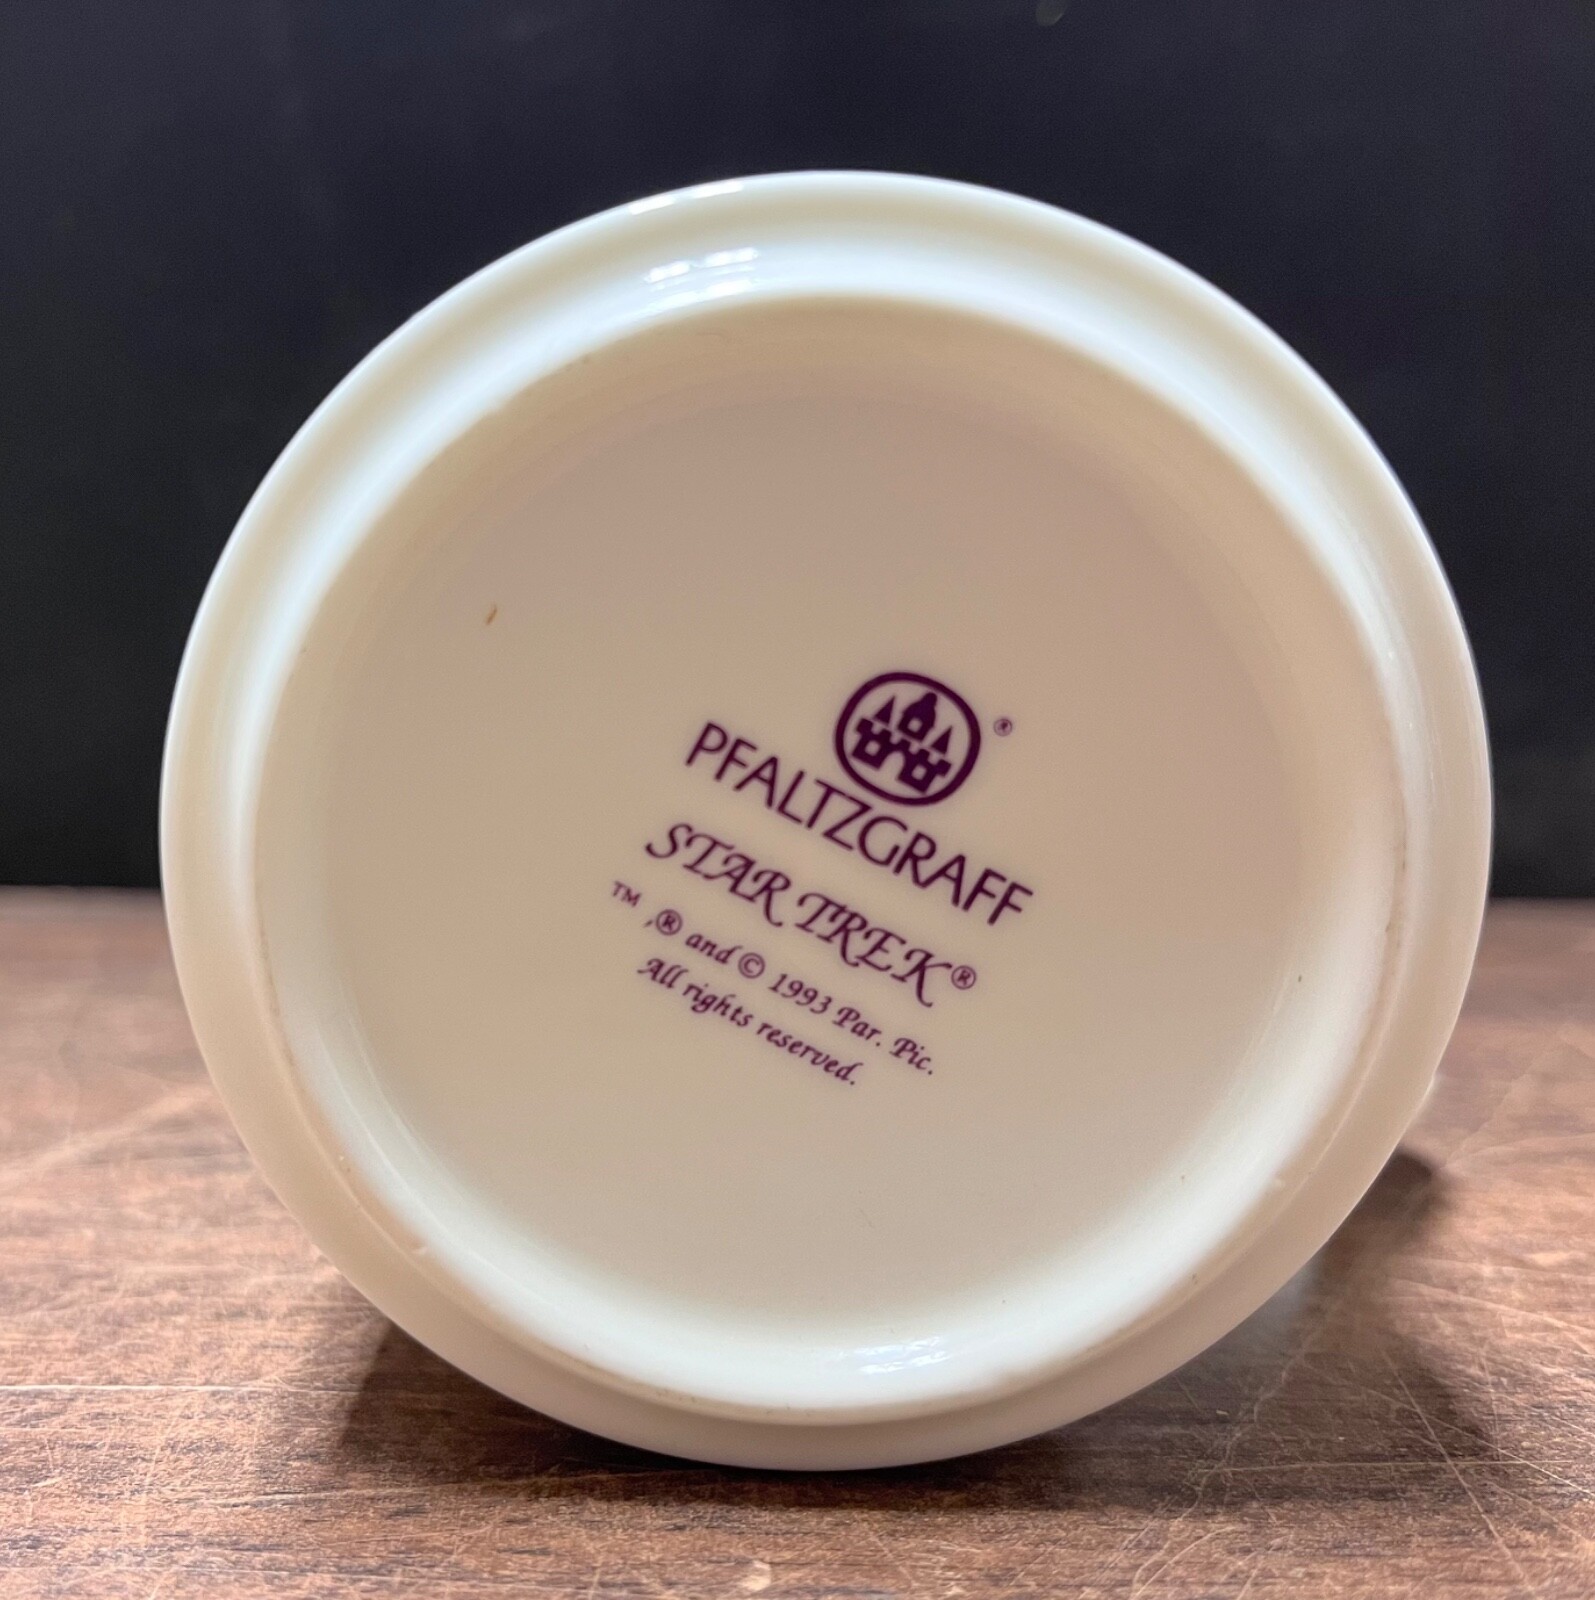 ®
PFALTZGRAFF
STAR TREK®
™,® and © 1993 Par. Pic.
All rights reserved.